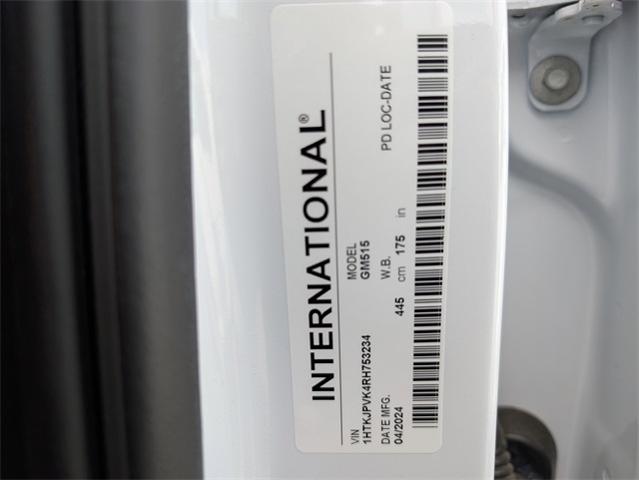 INTERNATIONAL®
VIN MODEL
1HTKJPVK4RH753234 GM515
DATE MFG. W.B. PD LOC-DATE
04/2024 445 cm 175 in